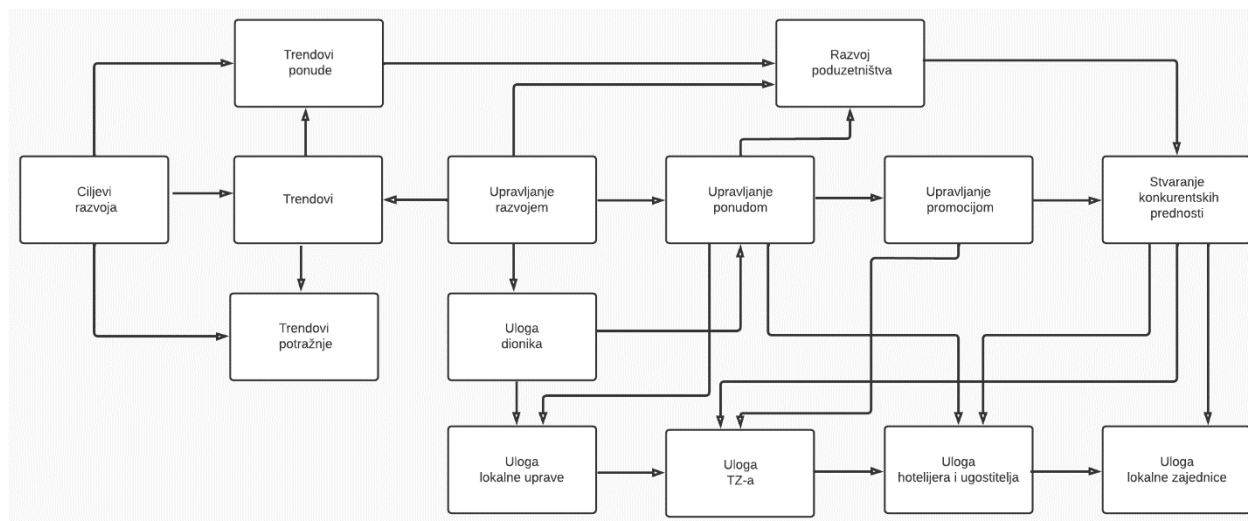 Trendovi
ponude
Razvoj
poduzetništva
Ciljevi
razvoja
Trendovi
Upravljanje
razvojem
Upravljanje
ponudom
Upravljanje
promocijom
Stvaranje
konkurentskih
prednosti
Trendovi
potražnje
Uloga
dionika
Uloga
lokalne uprave
Uloga
TZ-a
Uloga
hotelijera i ugostitelja
Uloga
lokalne zajednice